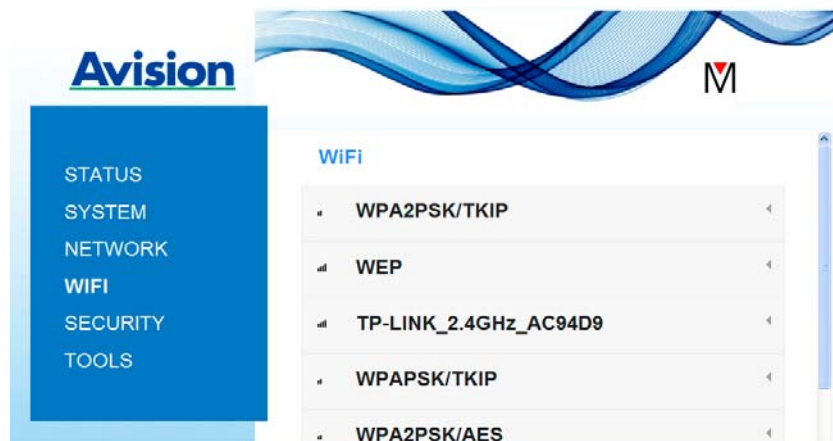 Avision
M
STATUS
SYSTEM
NETWORK
WIFI
SECURITY
TOOLS
WiFi
WPA2PSK/TKIP
WEP
TP-LINK_2.4GHz_AC94D9
WPAPSK/TKIP
WPA2PSK/AES